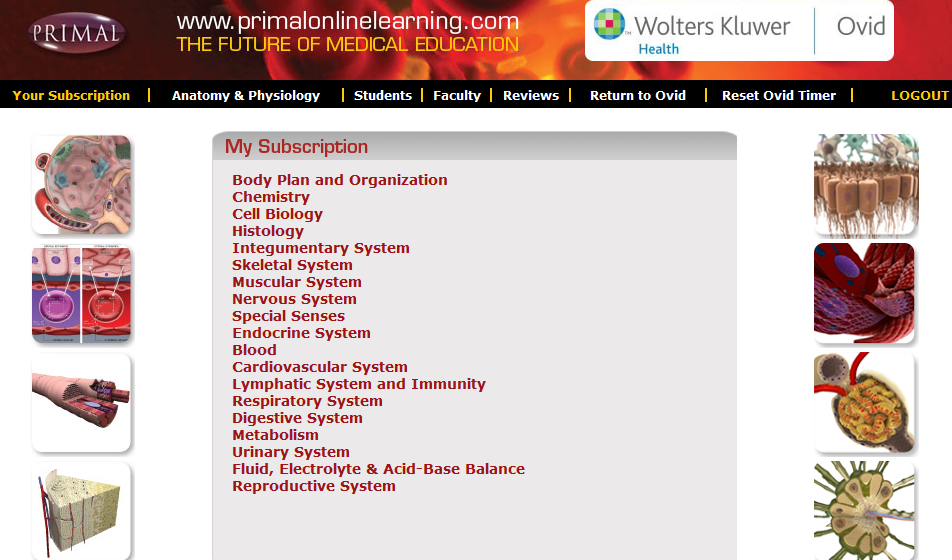 PRIMAL
www.primalonlinelearning.com
THE FUTURE OF MEDICAL EDUCATION
Wolters Kluwer
Health
Ovid
Your Subscription | Anatomy & Physiology | Students | Faculty | Reviews | Return to Ovid | Reset Ovid Timer | LOGOUT
My Subscription
Body Plan and Organization
Chemistry
Cell Biology
Histology
Integumentary System
Skeletal System
Muscular System
Nervous System
Special Senses
Endocrine System
Blood
Cardiovascular System
Lymphatic System and Immunity
Respiratory System
Digestive System
Metabolism
Urinary System
Fluid, Electrolyte & Acid-Base Balance
Reproductive System